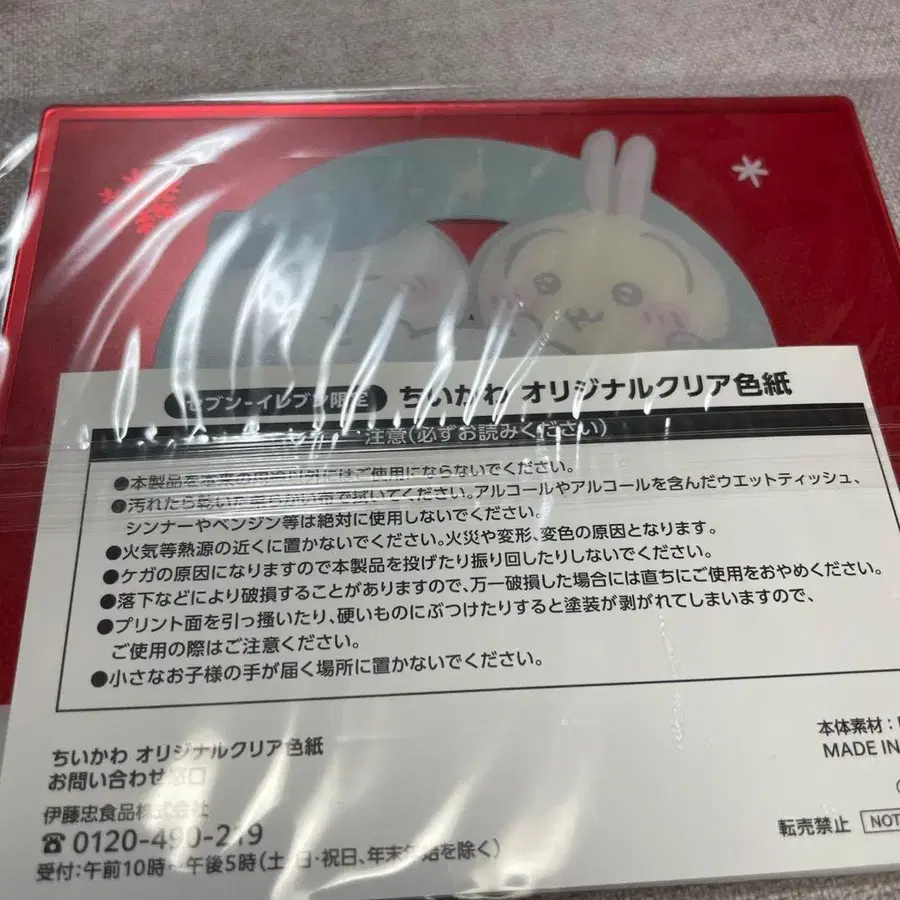 セブン-イレブン限定 ちいかわ オリジナルクリア色紙
注意(必ずお読みください)
●本製品を本来の用途以外にはご使用にならないでください。
●汚れたら乾いた柔らかい布で拭いてください。アルコールやアルコールを含んだウエットティッシュ、
シンナーやベンジン等は絶対に使用しないでください。
●火気等熱源の近くに置かないでください。火災や変形、変色の原因となります。
●ケガの原因になりますので本製品を投げたり振り回したりしないでください。
●落下などにより破損することがありますので、万一破損した場合には直ちにご使用をおやめください。
●プリント面を引っ掻いたり、硬いものにぶつけたりすると塗装が剥がれてしまいますので、
ご使用の際はご注意ください。
●小さなお子様の手が届く場所に置かないでください。
ちいかわ オリジナルクリア色紙
お問い合わせ窓口
伊藤忠食品株式会社
☎0120-490-219
受付:午前10時~午後5時(土・日・祝日、年末年始を除く)
本体素材:
MADE IN
転売禁止 NOT